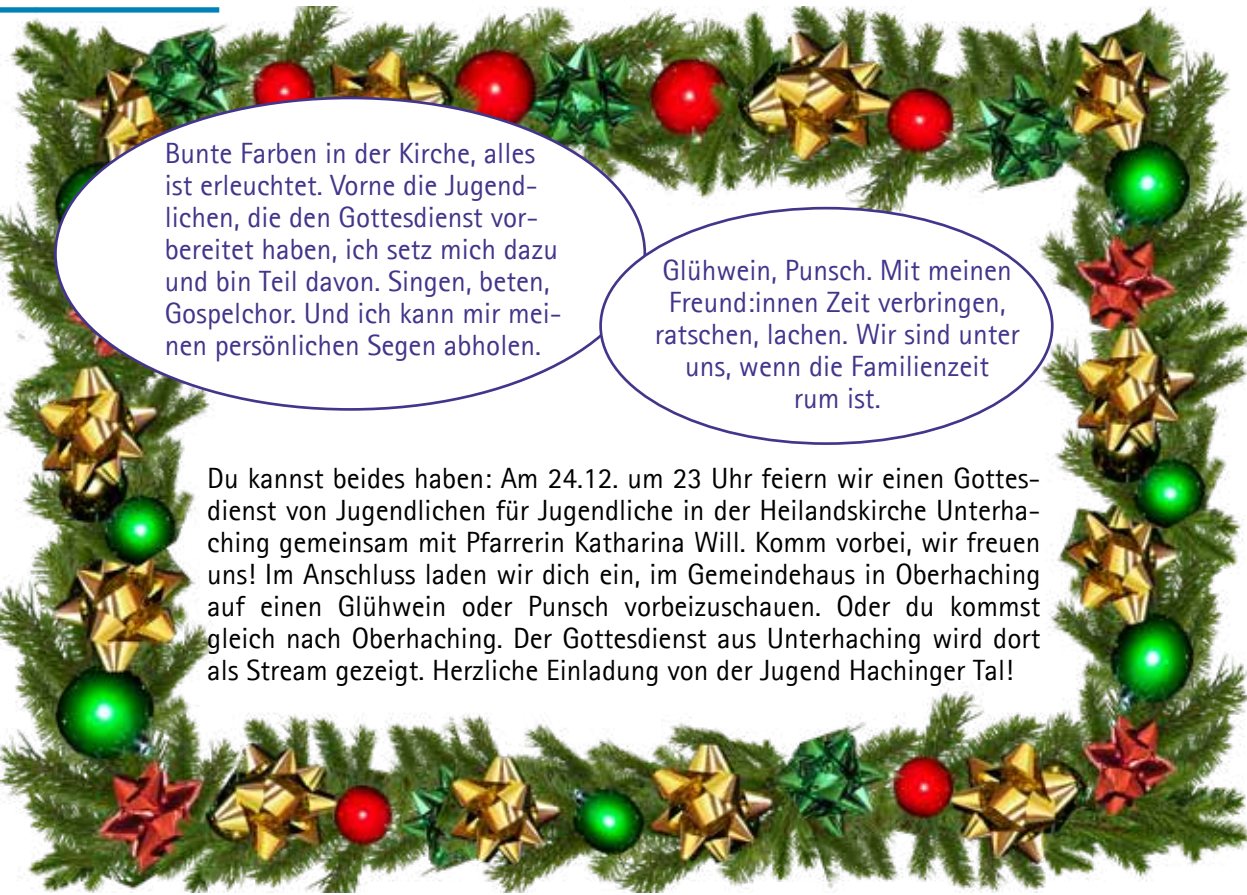 Bunte Farben in der Kirche, alles
ist erleuchtet. Vorne die Jugend-
lichen, die den Gottesdienst vor-
bereitet haben, ich setz mich dazu
und bin Teil davon. Singen, beten,
Gospelchor. Und ich kann mir mei-
nen persönlichen Segen abholen.
Glühwein, Punsch. Mit meinen
Freund:innen Zeit verbringen,
ratschen, lachen. Wir sind unter
uns, wenn die Familienzeit
rum ist.
Du kannst beides haben: Am 24.12. um 23 Uhr feiern wir einen Gottes-
dienst von Jugendlichen für Jugendliche in der Heilandskirche Unterha-
ching gemeinsam mit Pfarrerin Katharina Will. Komm vorbei, wir freuen
uns! Im Anschluss laden wir dich ein, im Gemeindehaus in Oberhaching
auf einen Glühwein oder Punsch vorbeizuschauen. Oder du kommst
gleich nach Oberhaching. Der Gottesdienst aus Unterhaching wird dort
als Stream gezeigt. Herzliche Einladung von der Jugend Hachinger Tal!